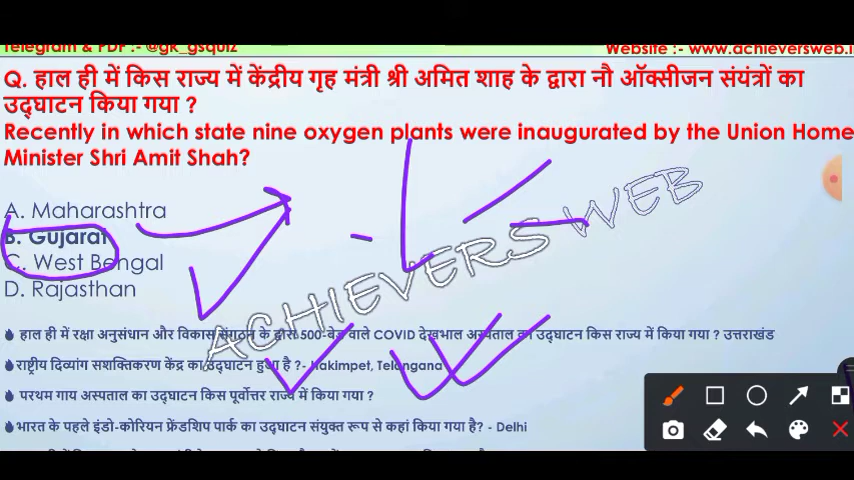 Telegram & PDF :- @gk_gsquiz
Website :- www.achieversweb.i
Q. हाल ही में किस राज्य में केंद्रीय गृह मंत्री श्री अमित शाह के द्वारा नौ ऑक्सीजन संयंत्रों का
उद्घाटन किया गया ?
Recently in which state nine oxygen plants were inaugurated by the Union Home
Minister Shri Amit Shah?
A. Maharashtra
B. Gujarat
C. West Bengal
D. Rajasthan
ACHIEVERS WEB
हाल ही में रक्षा अनुसंधान और विकास संगठन के द्वारा 500-बेड वाले COVID देखभाल अस्पताल का उद्घाटन किस राज्य में किया गया ? उत्तराखंड
राष्ट्रीय दिव्यांग सशक्तिकरण केंद्र का उद्घाटन हुआ है ?- Hakimpet, Telangana
परथम गाय अस्पताल का उद्घाटन किस पूर्वोत्तर राज्य में किया गया ?
भारत के पहले इंडो-कोरियन फ्रेंडशिप पार्क का उद्घाटन संयुक्त रूप से कहां किया गया है? - Delhi